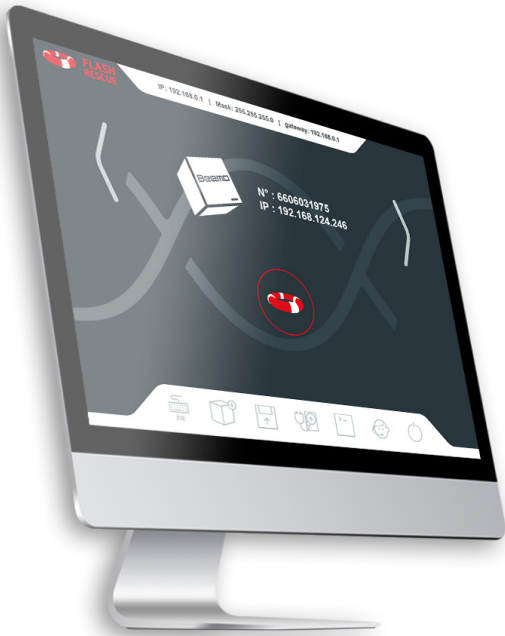 FLASH
RESCUE
IP: 192.168.0.1 | Mask: 255.255.255.0 | gateway: 192.168.0.1
Beemo
N° : 6606031975
IP : 192.168.124.246
FR
>-